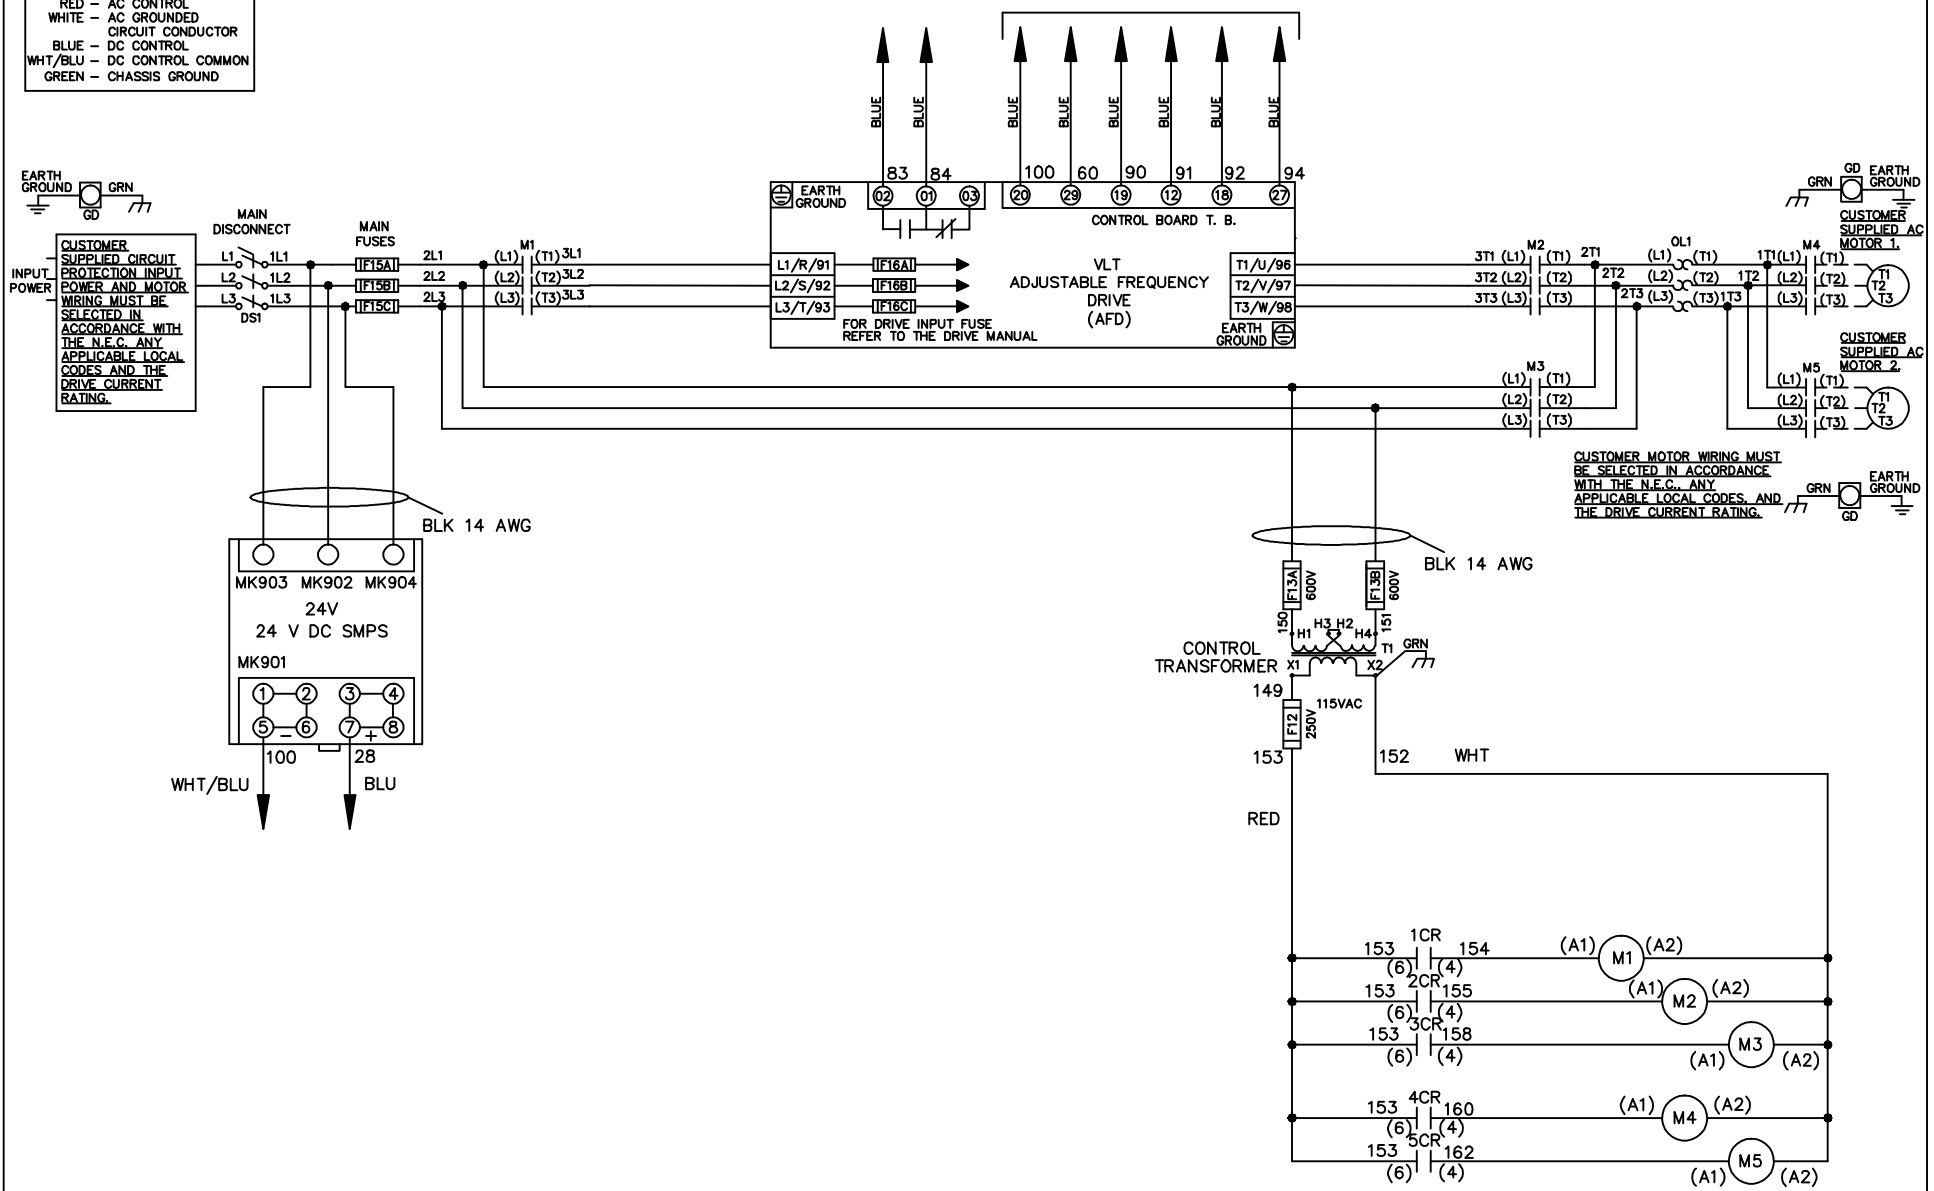 RED – AC CONTROL
WHITE – AC GROUNDED
CIRCUIT CONDUCTOR
BLUE – DC CONTROL
WHT/BLU – DC CONTROL COMMON
GREEN – CHASSIS GROUND
BLUE BLUE BLUE BLUE BLUE BLUE BLUE BLUE
83 84 100 60 90 91 92 94
EARTH
GROUND
GRN
GD
EARTH
GROUND
02 01 03
20 29 19 12 18 27
CONTROL BOARD T. B.
GRN
GD
EARTH
GROUND
MAIN
DISCONNECT
MAIN
FUSES
CUSTOMER
SUPPLIED CIRCUIT
PROTECTION INPUT
POWER AND MOTOR
WIRING MUST BE
SELECTED IN
ACCORDANCE WITH
THE N.E.C. ANY
APPLICABLE LOCAL
CODES AND THE
DRIVE CURRENT
RATING.
INPUT
POWER
L1 1L1 F15A 2L1 (L1) M1 (T1) 3L1
L2 1L2 F15B 2L2 (L2) (T2) 3L2
L3 1L3 F15C 2L3 (L3) (T3) 3L3
DS1
L1/R/91 F16A
L2/S/92 F16B
L3/T/93 F16C
FOR DRIVE INPUT FUSE
REFER TO THE DRIVE MANUAL
VLT
ADJUSTABLE FREQUENCY
DRIVE
(AFD)
T1/U/96
T2/V/97
T3/W/98
EARTH
GROUND
3T1 (L1) M2 (T1) 2T1 (L1) OL1 (T1) 1T1 (L1) M4 (T1)
3T2 (L2) (T2) 2T2 (L2) (T2) 1T2 (L2) (T2)
3T3 (L3) (T3) 2T3 (L3) (T3) 1T3 (L3) (T3)
CUSTOMER
SUPPLIED AC
MOTOR 1.
T1
T2
T3
M3
(L1) (T1)
(L2) (T2)
(L3) (T3)
CUSTOMER
SUPPLIED AC
MOTOR 2.
M5
(L1) (T1)
(L2) (T2)
(L3) (T3)
T1
T2
T3
CUSTOMER MOTOR WIRING MUST
BE SELECTED IN ACCORDANCE
WITH THE N.E.C., ANY
APPLICABLE LOCAL CODES, AND
THE DRIVE CURRENT RATING.
GRN
GD
EARTH
GROUND
BLK 14 AWG
MK903 MK902 MK904
24V
24 V DC SMPS
MK901
1 2 3 4
5 – 6 7 + 8
100 28
WHT/BLU BLU
BLK 14 AWG
F13A 600V F13B 600V
150 151
H1 H3 H2 H4
T1
GRN
CONTROL
TRANSFORMER
X1 X2
149
115VAC
F12 250V
153
152 WHT
RED
1CR
153 154 (A1) M1 (A2)
(6) (4)
2CR
153 155 (A1) M2 (A2)
(6) (4)
3CR
153 158 M3
(6) (4) (A1) (A2)
4CR
153 160 (A1) M4 (A2)
(6) (4)
5CR
153 162 M5
(6) (4) (A1) (A2)